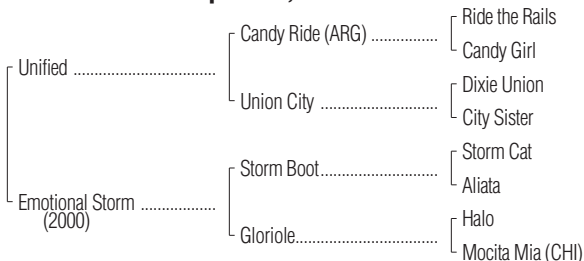 Ride the Rails
Candy Ride (ARG) ................
Candy Girl
Unified ..................................
Dixie Union
Union City ............................
City Sister
Storm Cat
Storm Boot............................
Aliata
Emotional Storm ..................
(2000)
Halo
Gloriole..................................
Mocita Mia (CHI)